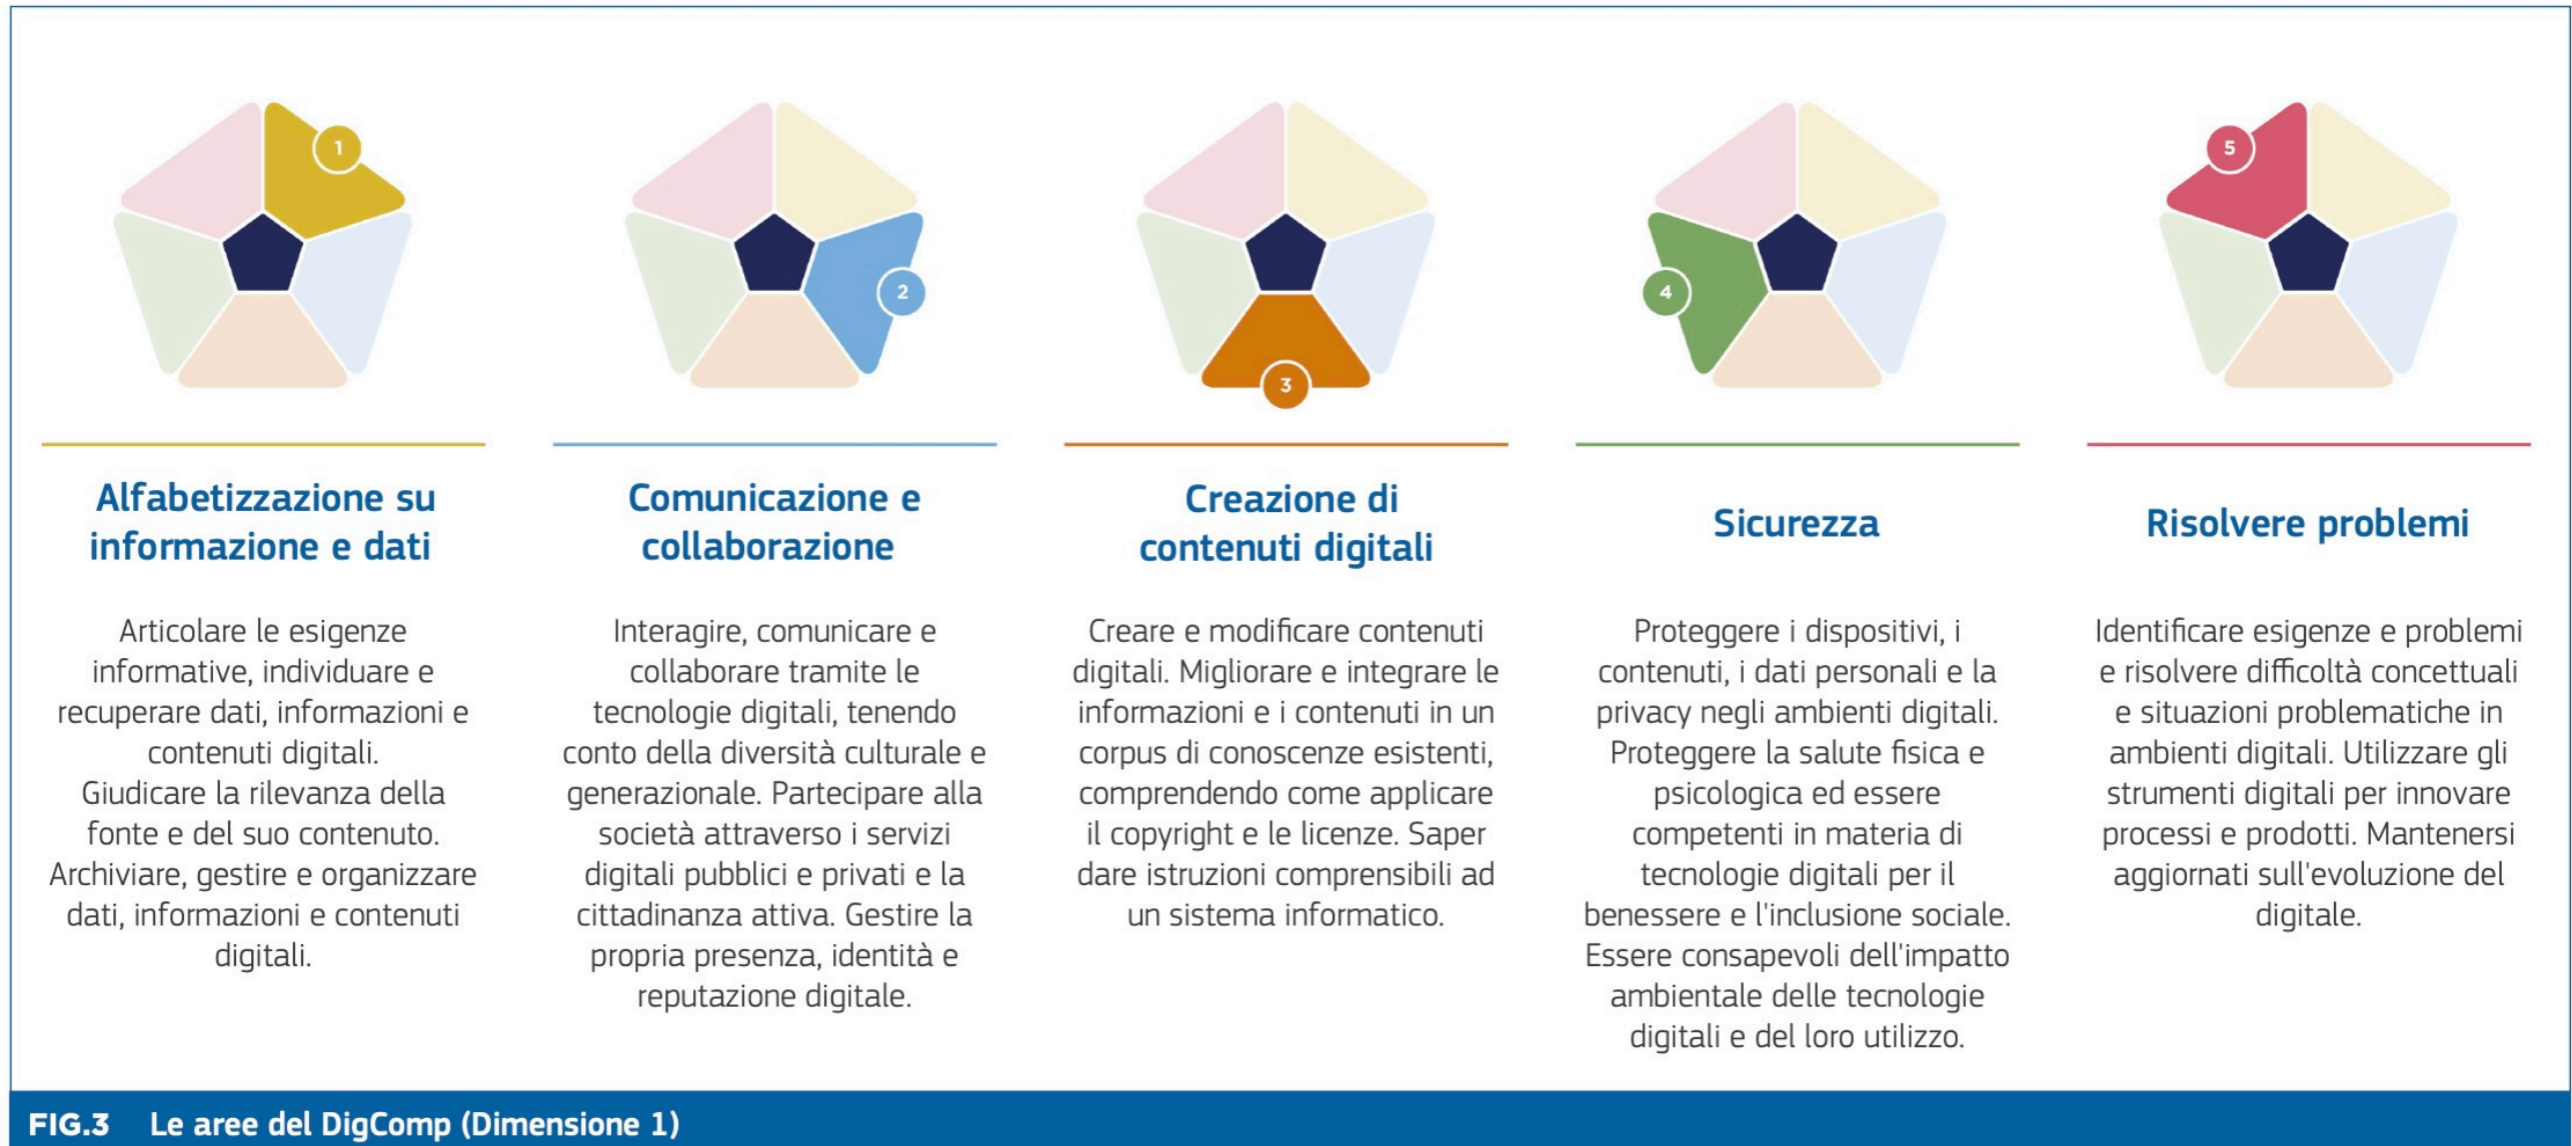 1
Alfabetizzazione su
informazione e dati
Articolare le esigenze
informative, individuare e
recuperare dati, informazioni e
contenuti digitali.
Giudicare la rilevanza della
fonte e del suo contenuto.
Archiviare, gestire e organizzare
dati, informazioni e contenuti
digitali.
2
Comunicazione e
collaborazione
Interagire, comunicare e
collaborare tramite le
tecnologie digitali, tenendo
conto della diversità culturale e
generazionale. Partecipare alla
società attraverso i servizi
digitali pubblici e privati e la
cittadinanza attiva. Gestire la
propria presenza, identità e
reputazione digitale.
3
Creazione di
contenuti digitali
Creare e modificare contenuti
digitali. Migliorare e integrare le
informazioni e i contenuti in un
corpus di conoscenze esistenti,
comprendendo come applicare
il copyright e le licenze. Saper
dare istruzioni comprensibili ad
un sistema informatico.
4
Sicurezza
Proteggere i dispositivi, i
contenuti, i dati personali e la
privacy negli ambienti digitali.
Proteggere la salute fisica e
psicologica ed essere
competenti in materia di
tecnologie digitali per il
benessere e l'inclusione sociale.
Essere consapevoli dell'impatto
ambientale delle tecnologie
digitali e del loro utilizzo.
5
Risolvere problemi
Identificare esigenze e problemi
e risolvere difficoltà concettuali
e situazioni problematiche in
ambienti digitali. Utilizzare gli
strumenti digitali per innovare
processi e prodotti. Mantenersi
aggiornati sull'evoluzione del
digitale.
FIG.3 Le aree del DigComp (Dimensione 1)